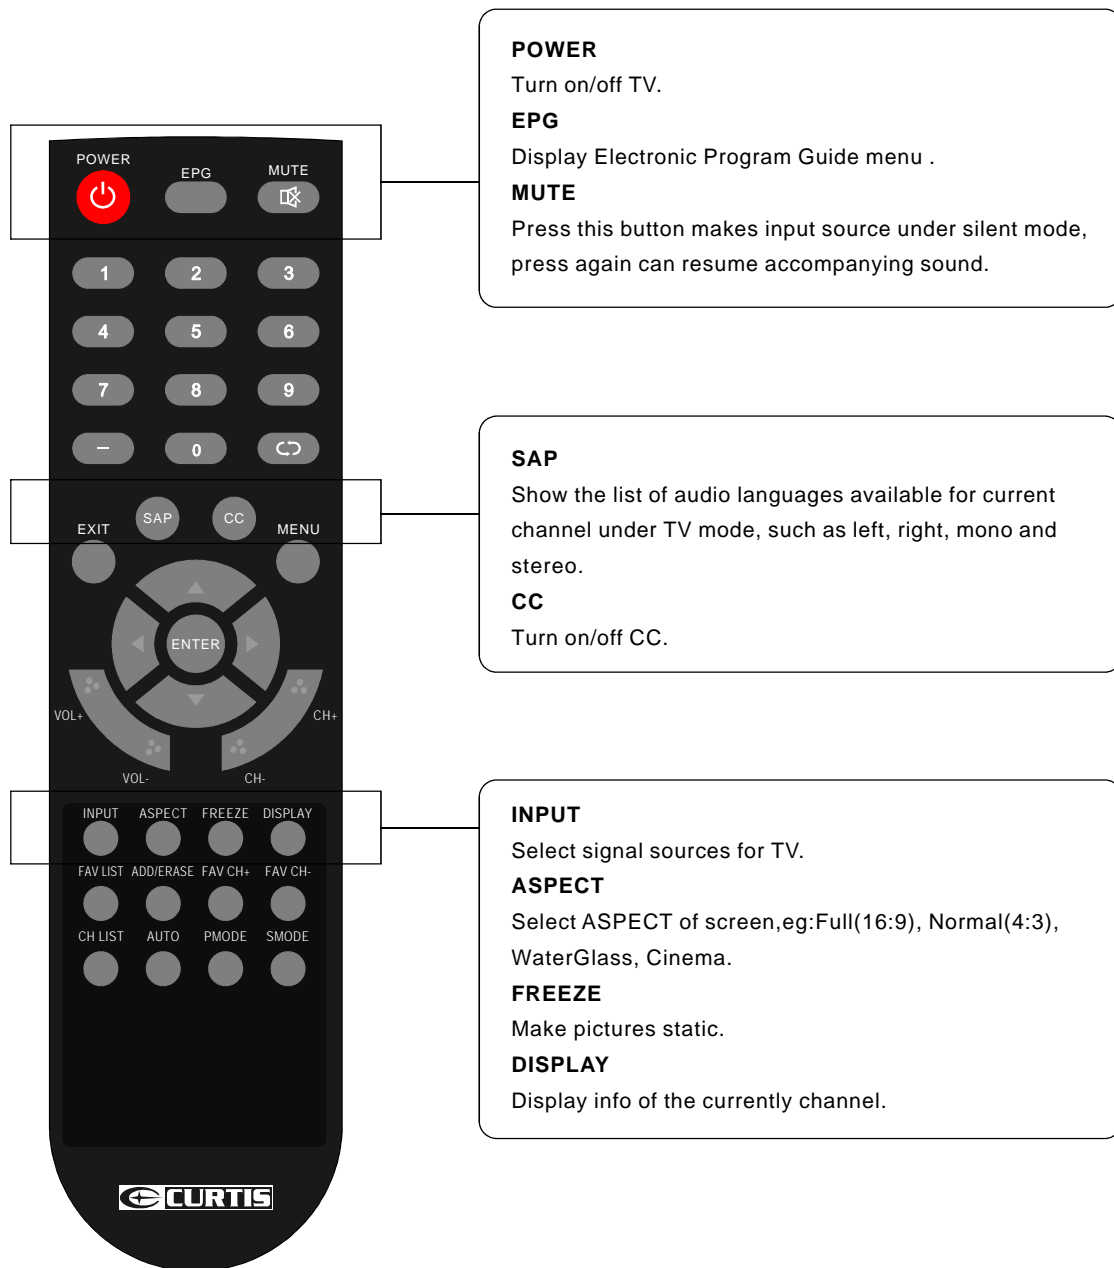 POWER
EPG
MUTE
1 2 3
4 5 6
7 8 9
– 0
SAP CC
EXIT MENU
ENTER
VOL+ CH+
VOL- CH-
INPUT ASPECT FREEZE DISPLAY
FAV LIST ADD/ERASE FAV CH+ FAV CH-
CH LIST AUTO PMODE SMODE
CURTIS
POWER
Turn on/off TV.
EPG
Display Electronic Program Guide menu .
MUTE
Press this button makes input source under silent mode,
press again can resume accompanying sound.
SAP
Show the list of audio languages available for current
channel under TV mode, such as left, right, mono and
stereo.
CC
Turn on/off CC.
INPUT
Select signal sources for TV.
ASPECT
Select ASPECT of screen,eg:Full(16:9), Normal(4:3),
WaterGlass, Cinema.
FREEZE
Make pictures static.
DISPLAY
Display info of the currently channel.